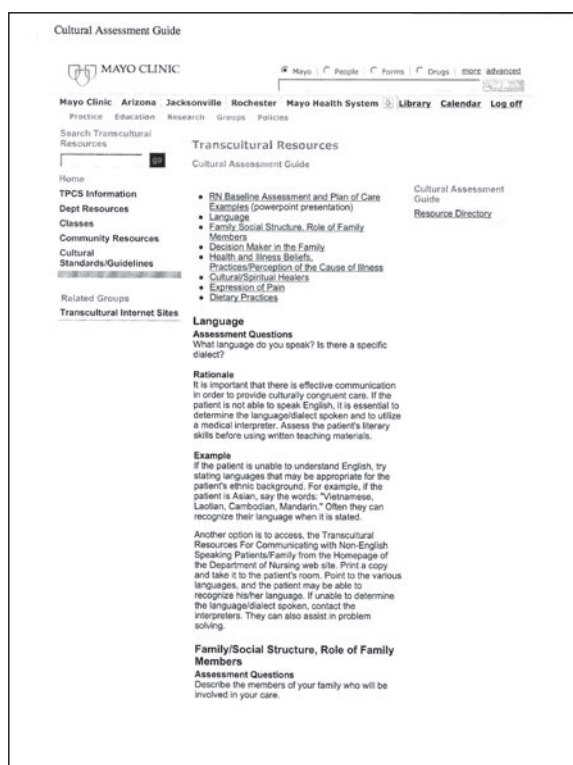 Cultural Assessment Guide
MAYO CLINIC
Mayo People Forms Drugs more advanced
Mayo Clinic Arizona Jacksonville Rochester Mayo Health System Library Calendar Log off
Practice Education Research Groups Policies
Search Transcultural
Resources
go
Home
TPCS Information
Dept Resources
Classes
Community Resources
Cultural
Standards/Guidelines
Related Groups
Transcultural Internet Sites
Transcultural Resources
Cultural Assessment Guide
• RN Baseline Assessment and Plan of Care
Examples (powerpoint presentation)
• Language
• Family Social Structure, Role of Family
Members
• Decision Maker in the Family
• Health and Illness Beliefs,
Practices/Perception of the Cause of Illness
• Cultural/Spiritual Healers
• Expression of Pain
• Dietary Practices
Cultural Assessment
Guide
Resource Directory
Language
Assessment Questions
What language do you speak? Is there a specific
dialect?
Rationale
It is important that there is effective communication
in order to provide culturally congruent care. If the
patient is not able to speak English, it is essential to
determine the language/dialect spoken and to utilize
a medical interpreter. Assess the patient's literary
skills before using written teaching materials.
Example
If the patient is unable to understand English, try
stating languages that may be appropriate for the
patient's ethnic background. For example, if the
patient is Asian, say the words: "Vietnamese,
Laotian, Cambodian, Mandarin." Often they can
recognize their language when it is stated.
Another option is to access, the Transcultural
Resources For Communicating with Non-English
Speaking Patients/Family from the Homepage of
the Department of Nursing web site. Print a copy
and take it to the patient's room. Point to the various
languages, and the patient may be able to
recognize his/her language. If unable to determine
the language/dialect spoken, contact the
interpreters. They can also assist in problem
solving.
Family/Social Structure, Role of Family
Members
Assessment Questions
Describe the members of your family who will be
involved in your care.